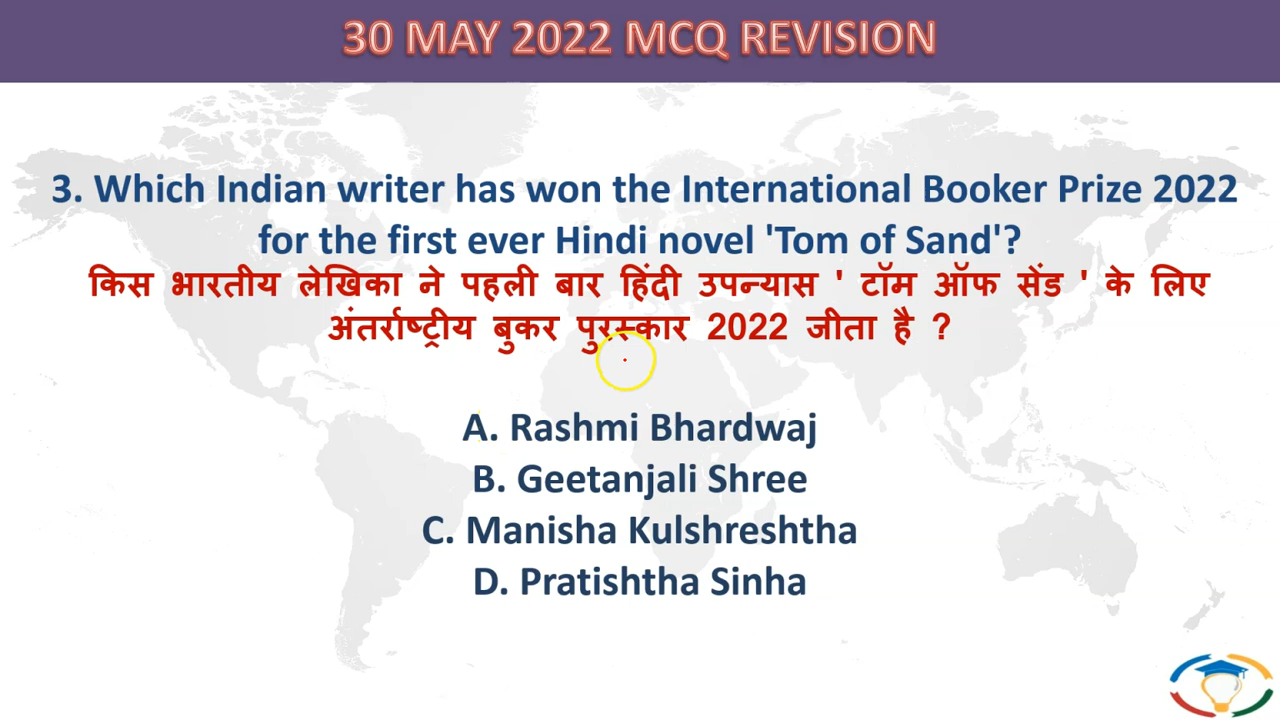 30 MAY 2022 MCQ REVISION
3. Which Indian writer has won the International Booker Prize 2022
for the first ever Hindi novel 'Tom of Sand'?
किस भारतीय लेखिका ने पहली बार हिंदी उपन्यास ' टॉम ऑफ सेंड ' के लिए
अंतर्राष्ट्रीय बुकर पुरस्कार 2022 जीता है ?
A. Rashmi Bhardwaj
B. Geetanjali Shree
C. Manisha Kulshreshtha
D. Pratishtha Sinha